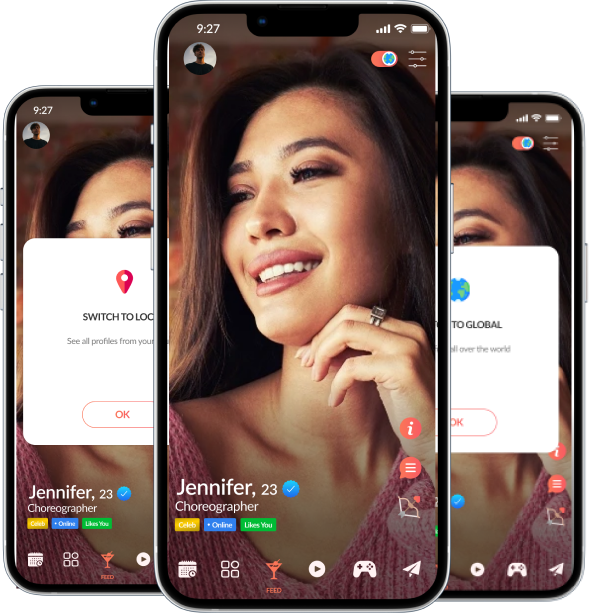 9:27
SWITCH TO LOC
See all profiles from your
OK
Jennifer, 23
Choreographer
Celeb
• Online
Likes You
FEED
9:27
i
Jennifer, 23
Choreographer
Celeb
• Online
Likes You
FEED
TO GLOBAL
all over the world
OK